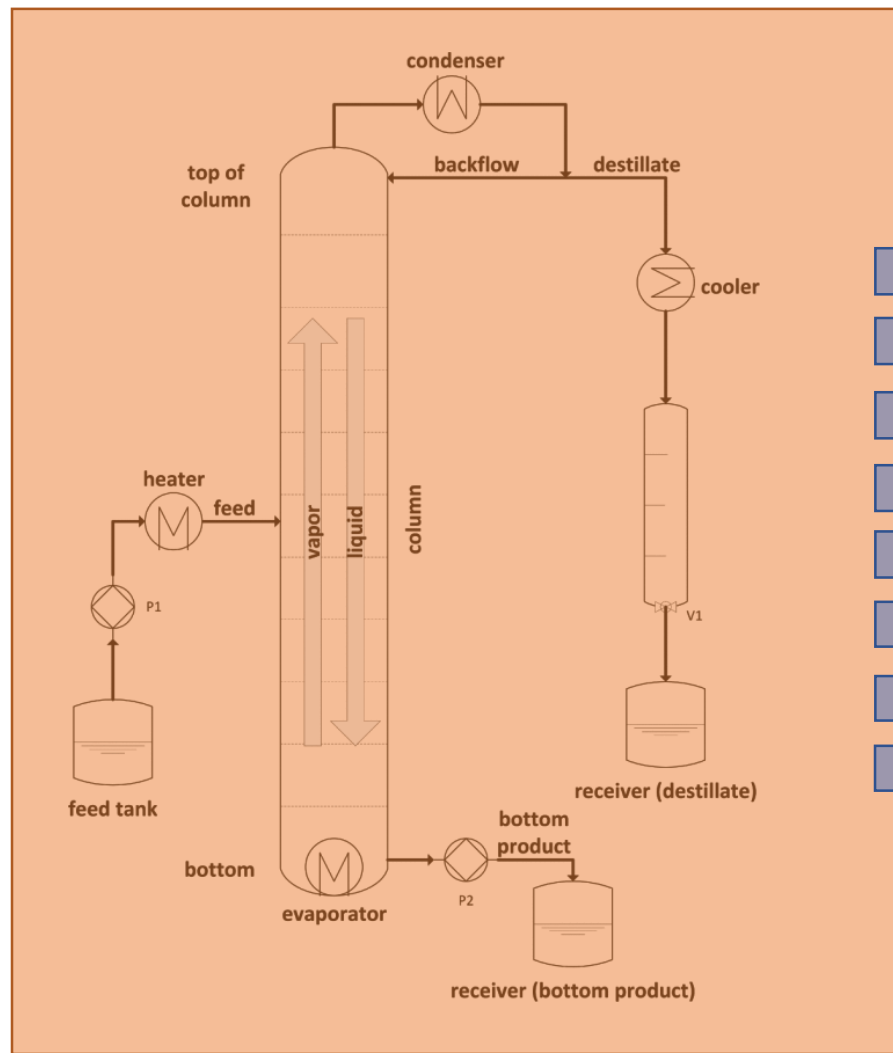 condenser
top of
column
backflow
destillate
cooler
heater
feed
vapor
liquid
column
P1
V1
feed tank
receiver (destillate)
bottom
product
bottom
evaporator
P2
receiver (bottom product)